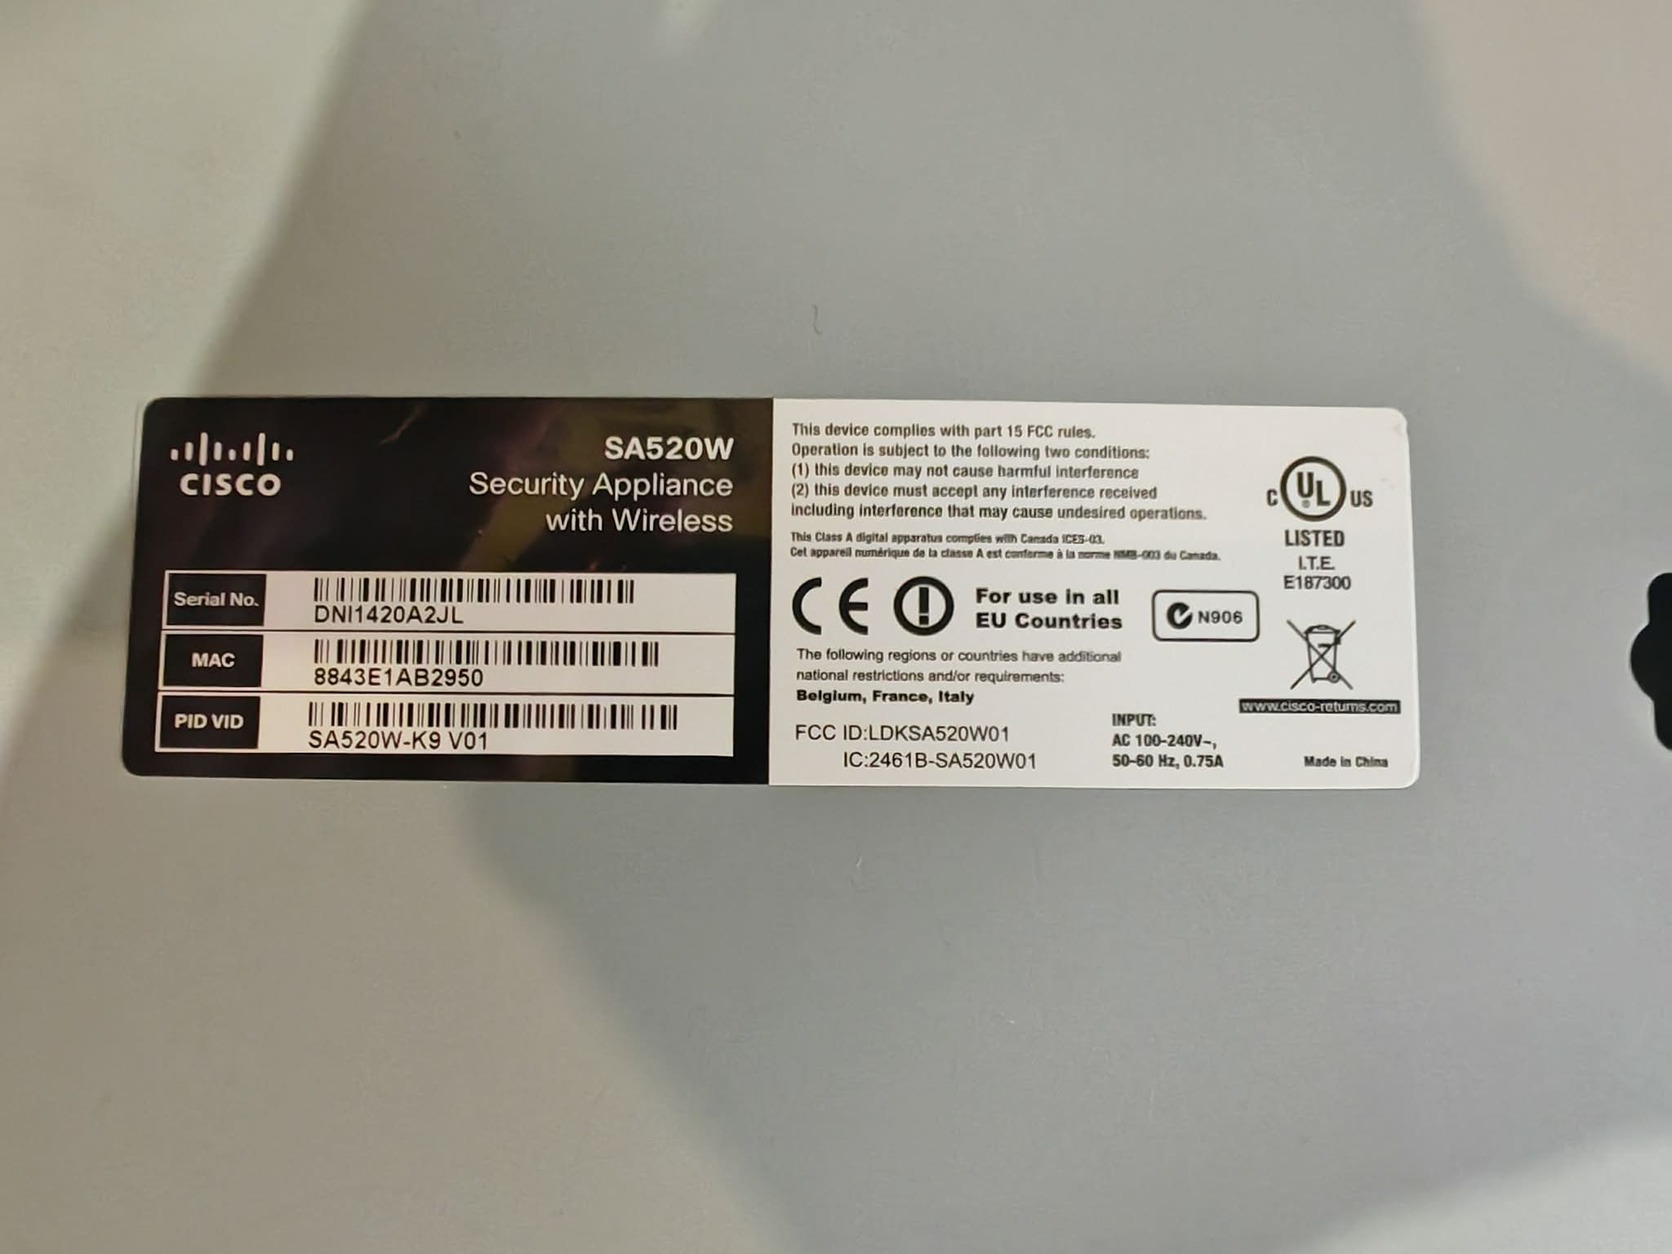 CISCO
SA520W
Security Appliance
with Wireless
Serial No.
DNI1420A2JL
MAC
8843E1AB2950
PID VID
SA520W-K9 V01
This device complies with part 15 FCC rules.
Operation is subject to the following two conditions:
(1) this device may not cause harmful interference
(2) this device must accept any interference received
including interference that may cause undesired operations.
This Class A digital apparatus complies with Canada ICES-03.
Cet appareil numérique de la classe A est conforme à la norme NMB-003 du Canada.
CE
For use in all
EU Countries
N906
The following regions or countries have additional
national restrictions and/or requirements:
Belgium, France, Italy
FCC ID:LDKSA520W01
IC:2461B-SA520W01
INPUT:
AC 100-240V~,
50-60 Hz, 0.75A
C UL US
®
LISTED
I.T.E.
E187300
www.cisco-returns.com
Made in China